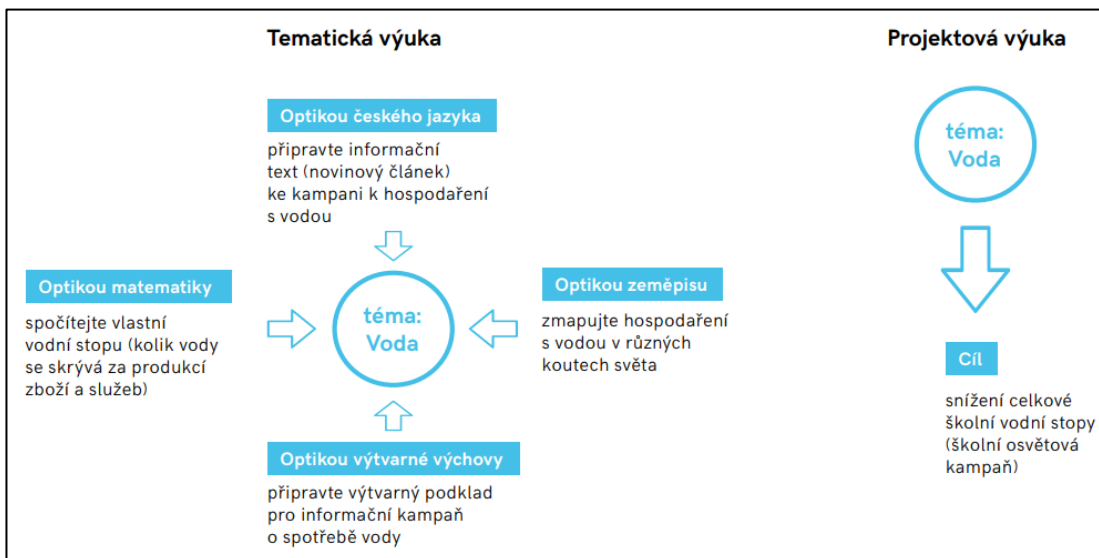 Tematická výuka
Optikou českého jazyka
připravte informační
text (novinový článek)
ke kampani k hospodaření
s vodou
Optikou matematiky
spočítejte vlastní
vodní stopu (kolik vody
se skrývá za produkcí
zboží a služeb)
téma:
Voda
Optikou zeměpisu
zmapujte hospodaření
s vodou v různých
koutech světa
Optikou výtvarné výchovy
připravte výtvarný podklad
pro informační kampaň
o spotřebě vody
Projektová výuka
téma:
Voda
Cíl
snížení celkové
školní vodní stopy
(školní osvětová
kampaň)